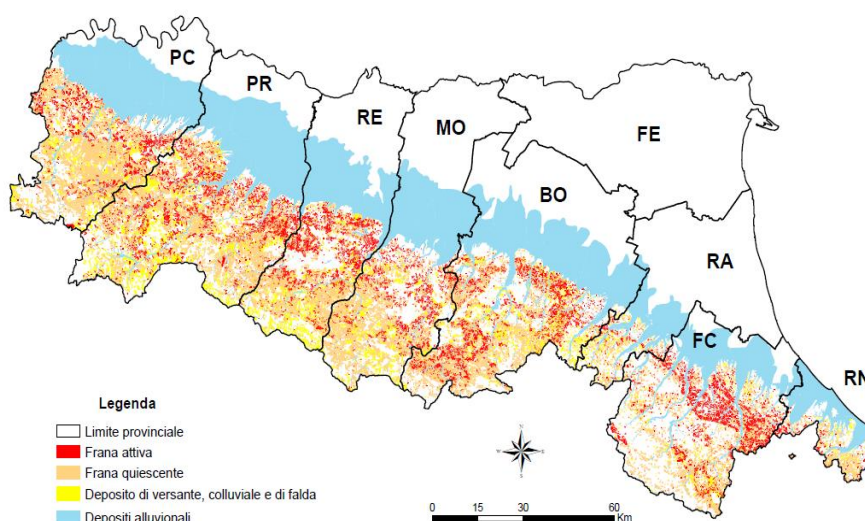 PC
PR
RE
MO
FE
BO
RA
FC
RN
Legenda
Limite provinciale
Frana attiva
Frana quiescente
Deposito di versante, colluviale e di falda
Depositi alluvionali
0 15 30 45 60
Km